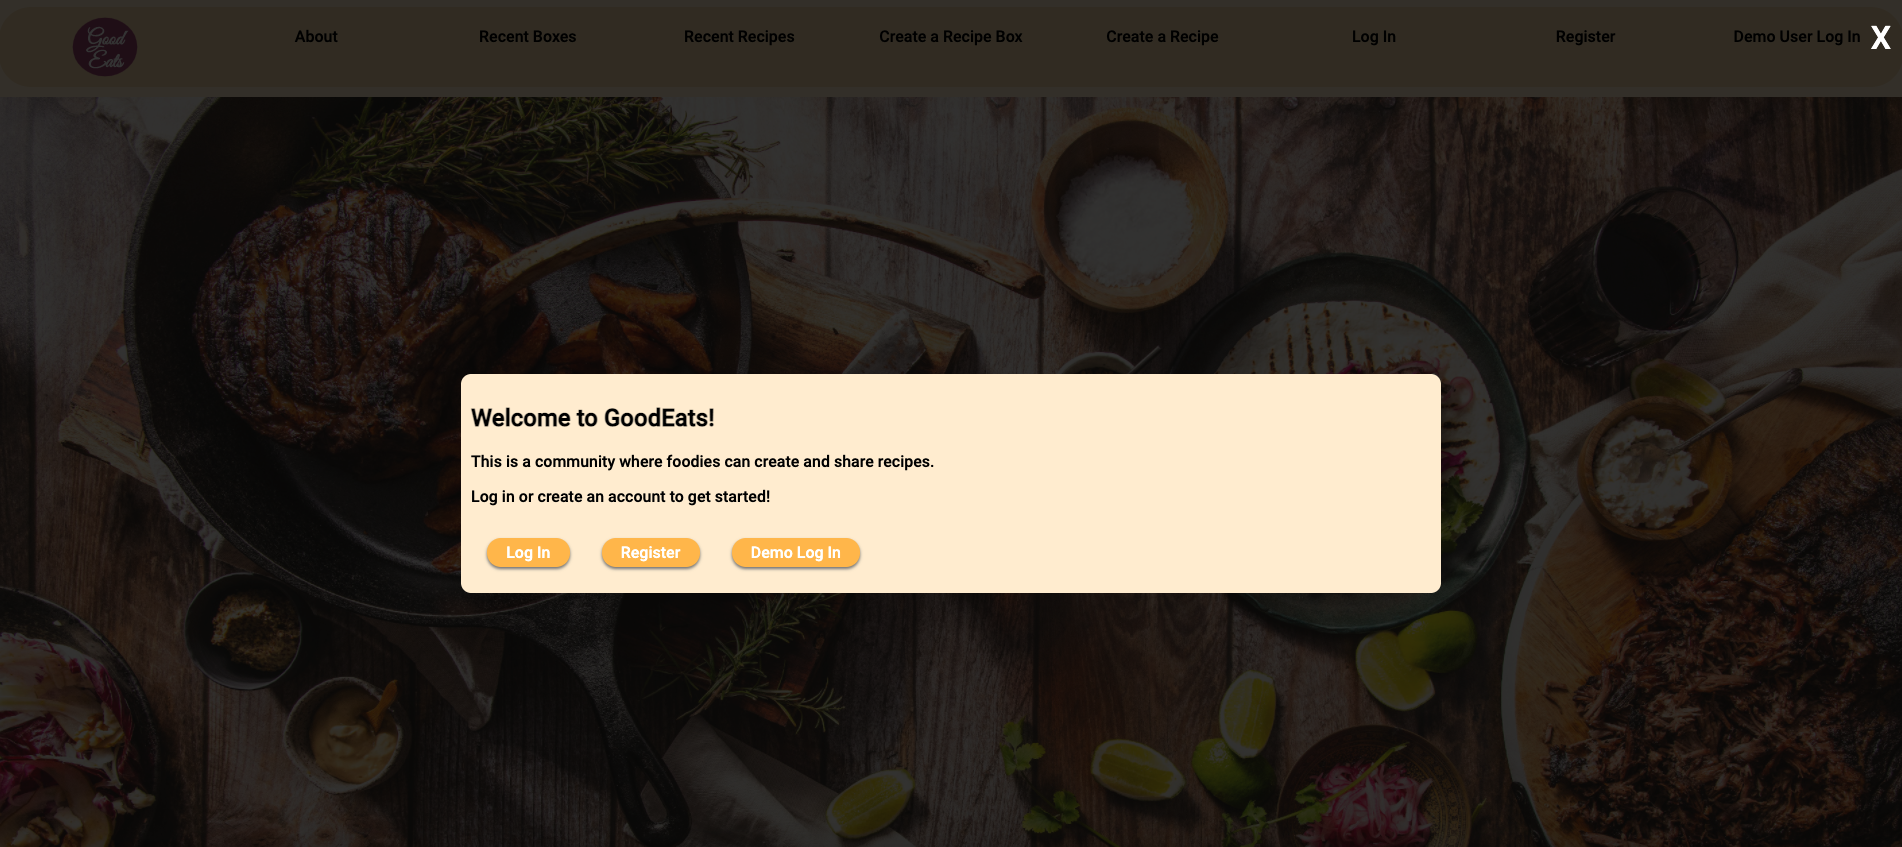 Good
Eats
About
Recent Boxes
Recent Recipes
Create a Recipe Box
Create a Recipe
Log In
Register
Demo User Log In
X
Welcome to GoodEats!
This is a community where foodies can create and share recipes.
Log in or create an account to get started!
Log In
Register
Demo Log In